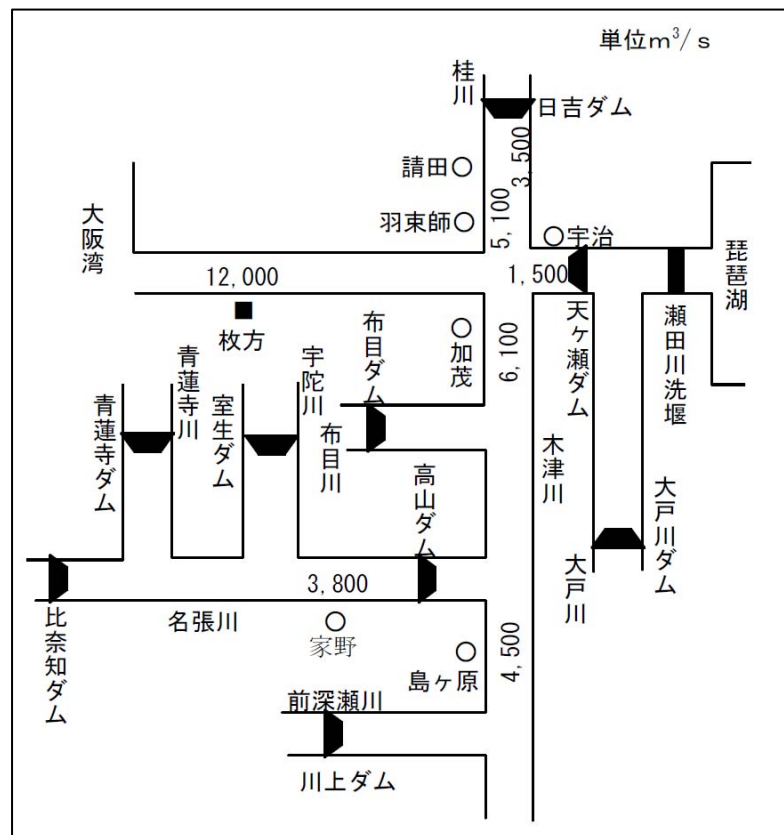 単位m³/s
桂川
日吉ダム
3,500
請田
5,100
羽束師
宇治
大阪湾
12,000
1,500
琵琶湖
枚方
布目ダム
加茂
6,100
天ヶ瀬ダム
瀬田川洗堰
青蓮寺ダム
青蓮寺川
室生ダム
宇陀川
布目川
高山ダム
木津川
大戸川
大戸川ダム
3,800
比奈知ダム
名張川
家野
島ヶ原
4,500
前深瀬川
川上ダム